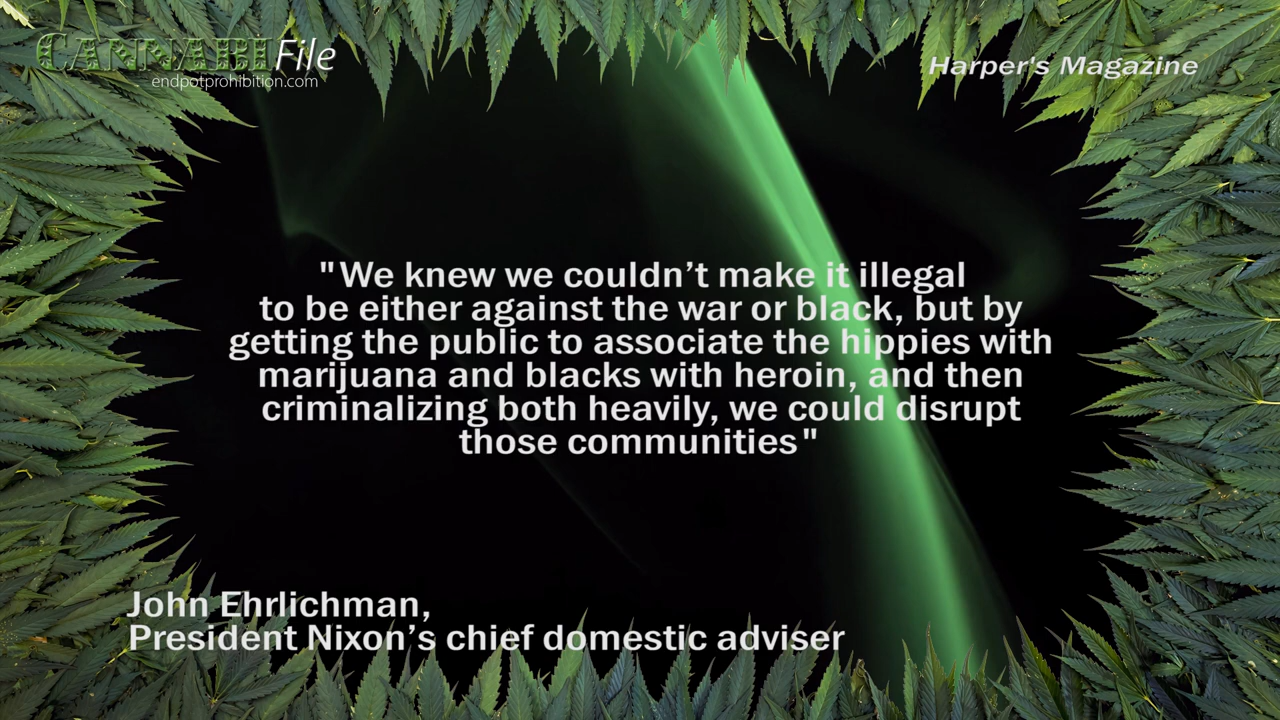 CANNABIFile
endpotprohibition.com
Harper's Magazine
"We knew we couldn’t make it illegal
to be either against the war or black, but by
getting the public to associate the hippies with
marijuana and blacks with heroin, and then
criminalizing both heavily, we could disrupt
those communities"
John Ehrlichman,
President Nixon’s chief domestic adviser